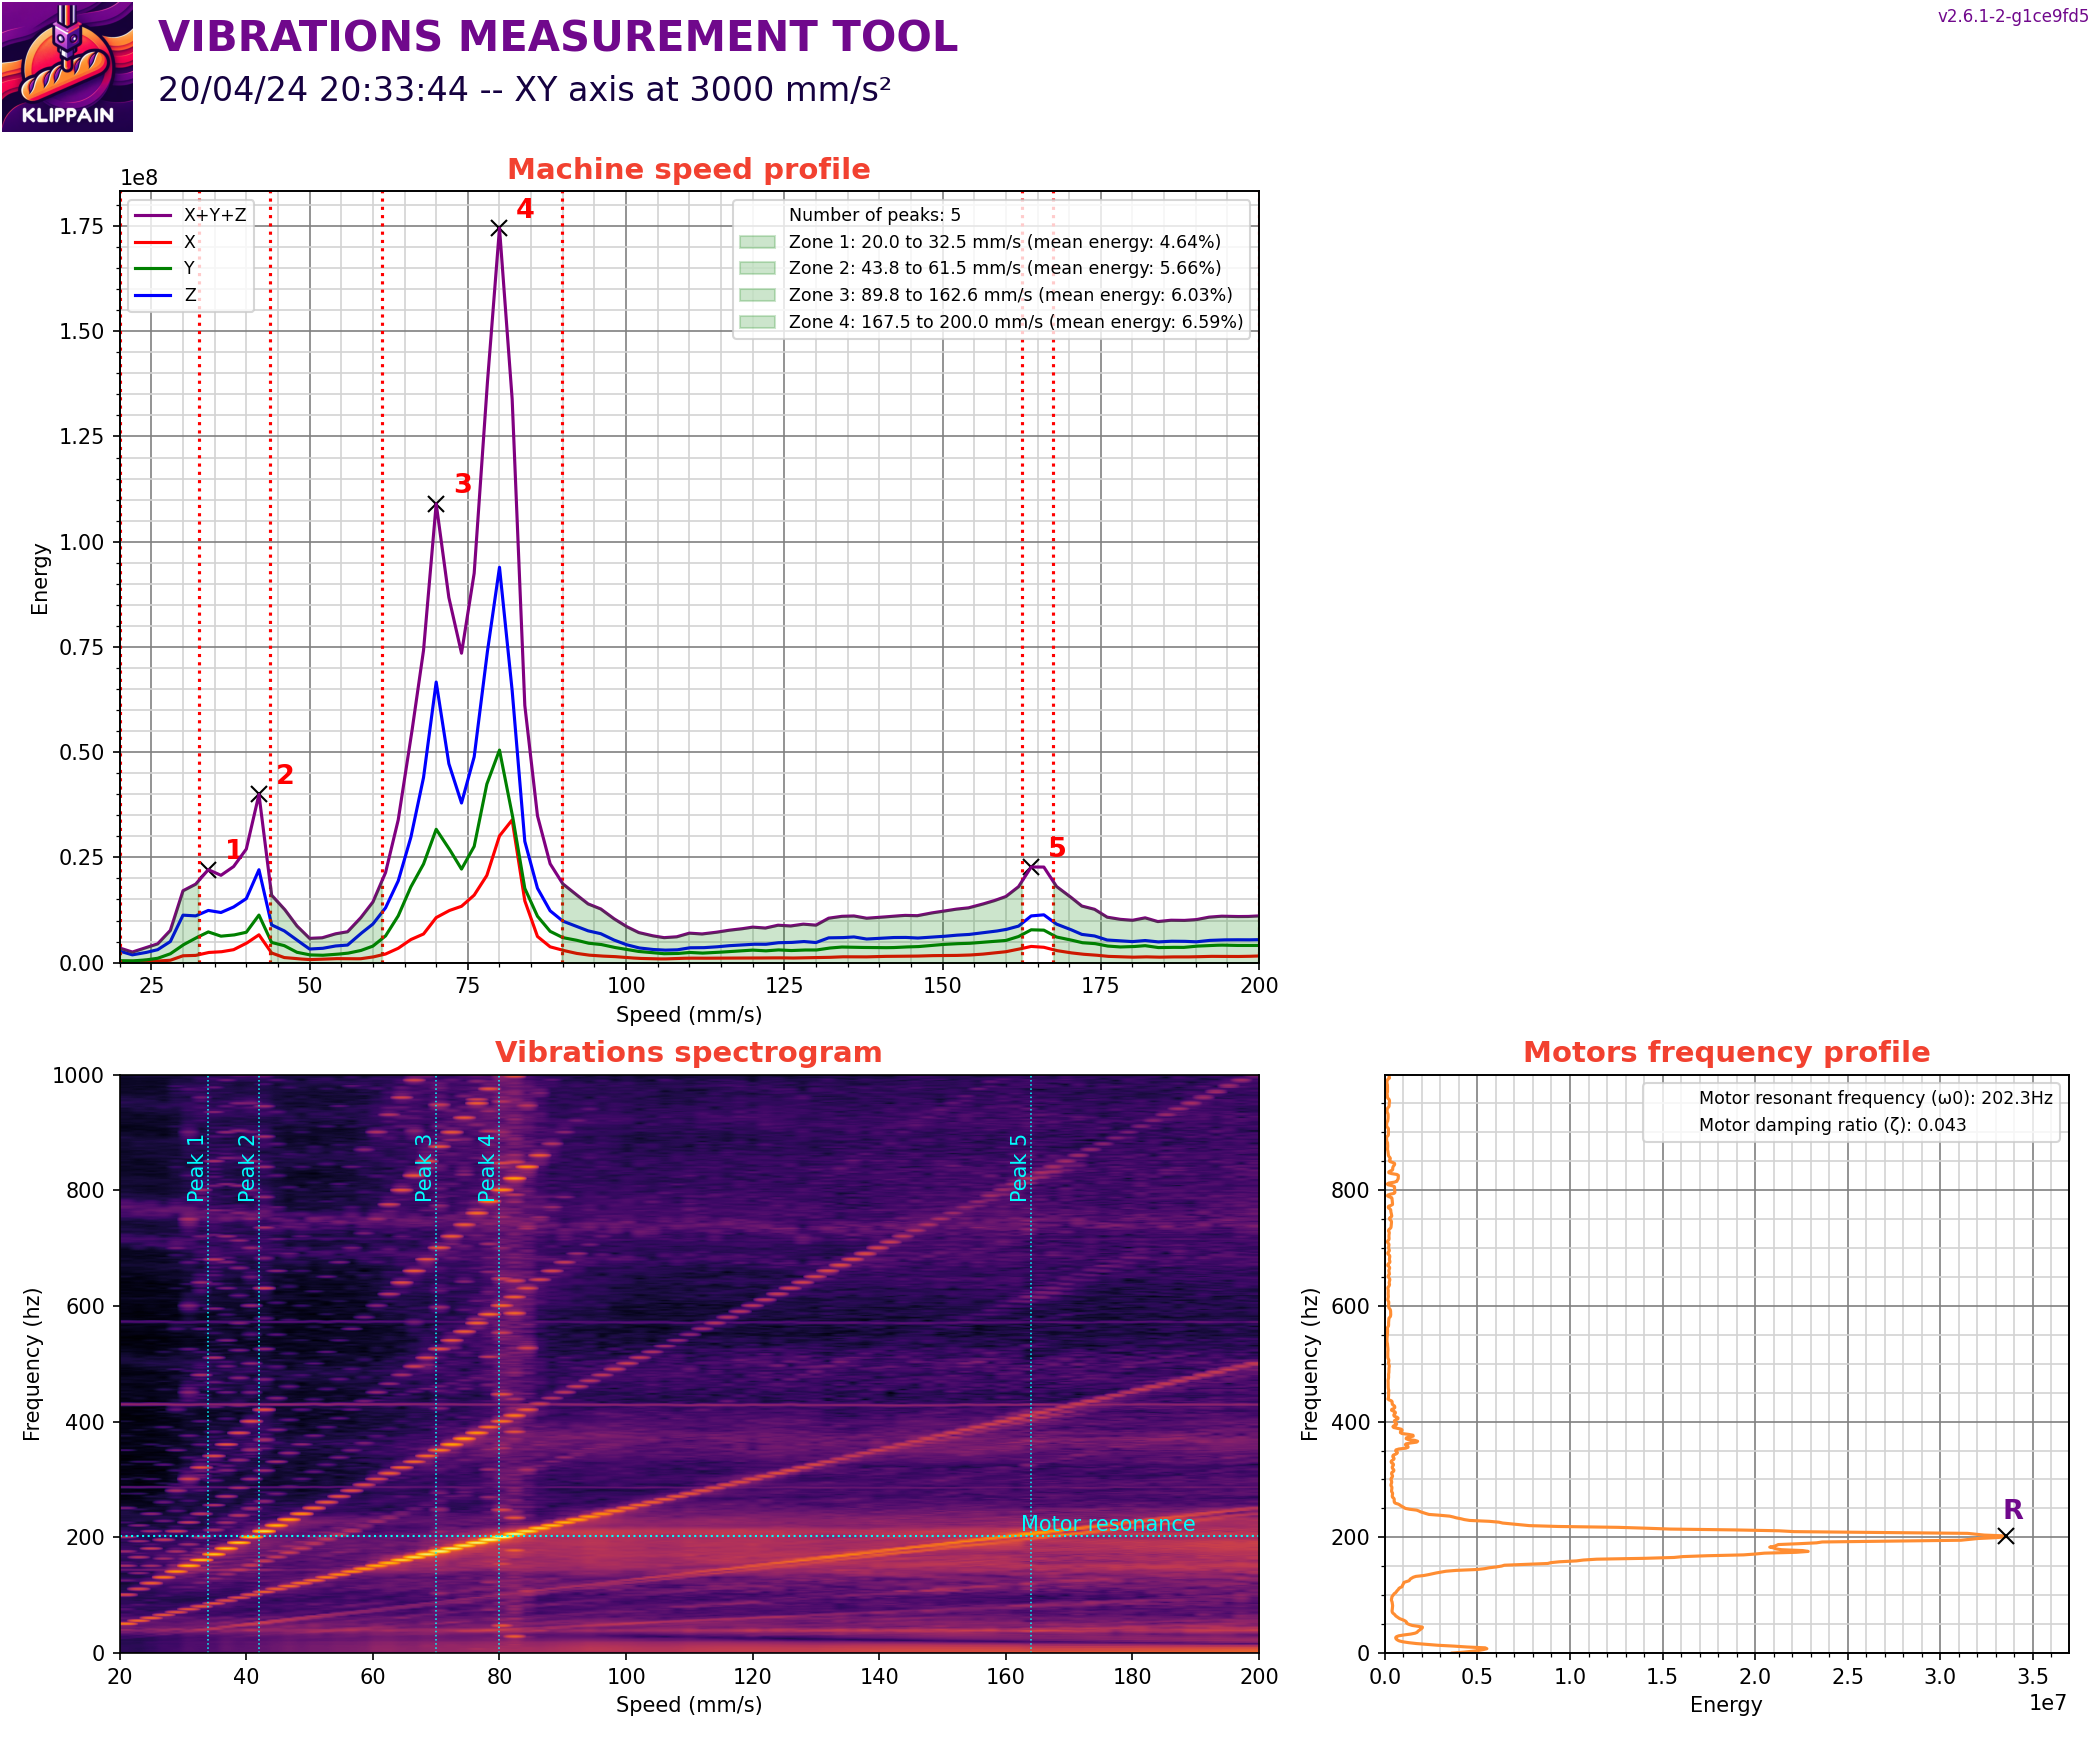 KLIPPAIN
VIBRATIONS MEASUREMENT TOOL
20/04/24 20:33:44 -- XY axis at 3000 mm/s²
v2.6.1-2-g1ce9fd5
Machine speed profile
1e8
X+Y+Z
X
Y
Z
Number of peaks: 5
Zone 1: 20.0 to 32.5 mm/s (mean energy: 4.64%)
Zone 2: 43.8 to 61.5 mm/s (mean energy: 5.66%)
Zone 3: 89.8 to 162.6 mm/s (mean energy: 6.03%)
Zone 4: 167.5 to 200.0 mm/s (mean energy: 6.59%)
1
2
3
4
5
Energy
1.75
1.50
1.25
1.00
0.75
0.50
0.25
0.00
25 50 75 100 125 150 175 200
Speed (mm/s)
Vibrations spectrogram
Frequency (hz)
1000
800
600
400
200
0
Peak 1
Peak 2
Peak 3
Peak 4
Peak 5
Motor resonance
20 40 60 80 100 120 140 160 180 200
Speed (mm/s)
Motors frequency profile
Motor resonant frequency (ω0): 202.3Hz
Motor damping ratio (ζ): 0.043
R
Frequency (hz)
800
600
400
200
0
0.0 0.5 1.0 1.5 2.0 2.5 3.0 3.5
1e7
Energy